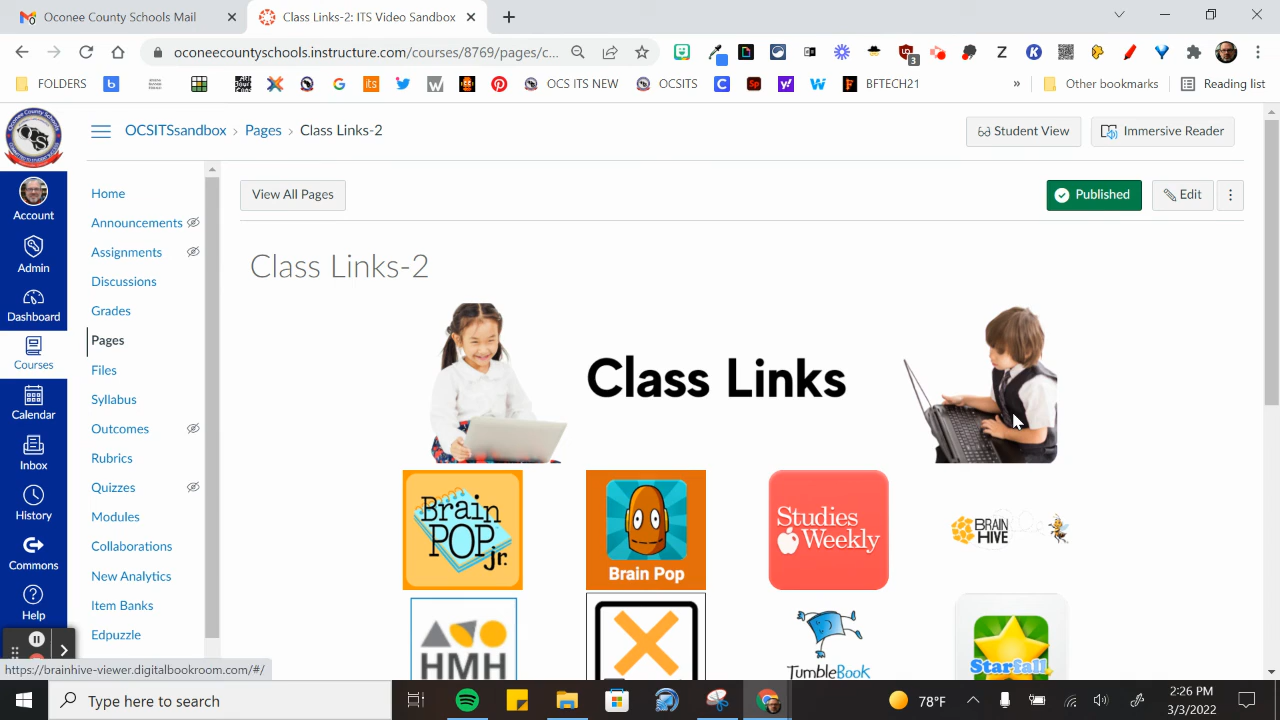 Oconee County Schools Mail
Class Links-2: ITS Video Sandbox
oconeecountyschools.instructure.com/courses/8769/pages/c...
3
FOLDERS
OCS ITS NEW
OCSITS
BFTECH21
»
Other bookmarks
Reading list
OCSITSsandbox › Pages › Class Links-2
Student View
Immersive Reader
Account
Admin
Dashboard
Courses
Calendar
Inbox
History
Commons
Help
Home
Announcements
Assignments
Discussions
Grades
Pages
Files
Syllabus
Outcomes
Rubrics
Quizzes
Modules
Collaborations
New Analytics
Item Banks
Edpuzzle
View All Pages
Published
Edit
Class Links-2
Class Links
Brain
POP jr.
Brain Pop
Studies
Weekly
BRAIN
HIVE
HMH
TumbleBook
Starfall
https://brainhive-viewer.digitalbookroom.com/#/
Type here to search
78°F
3:26 PM
3/3/2022